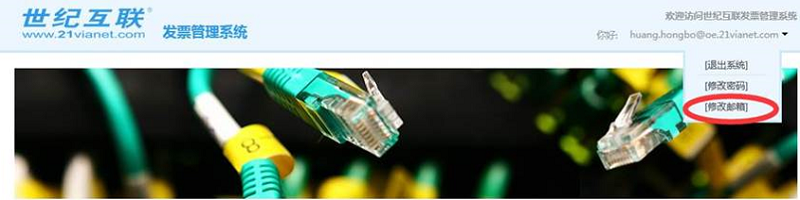 世纪互联®
www.21vianet.com
发票管理系统
欢迎访问世纪互联发票管理系统
你好: huang.hongbo@oe.21vianet.com
[退出系统]
[修改密码]
[修改邮箱]
8